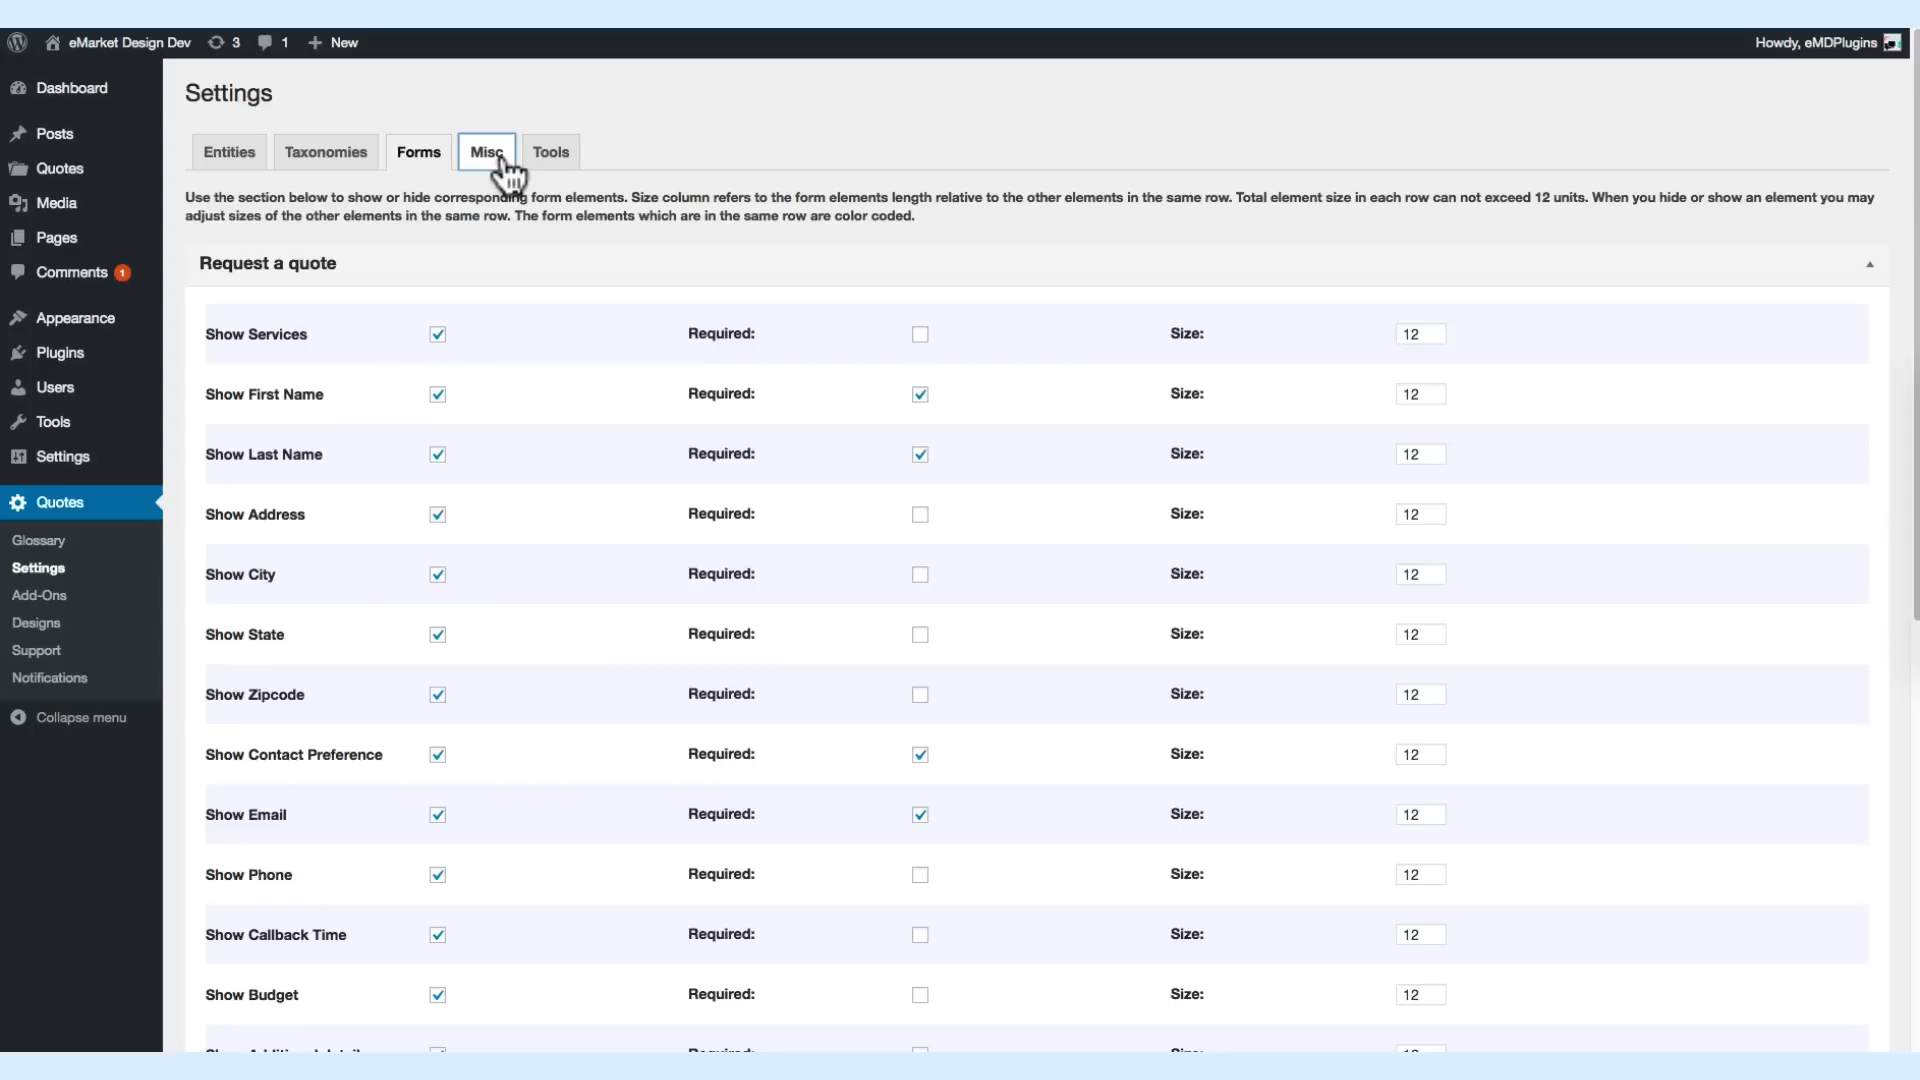 eMarket Design Dev 3 1 + New Howdy, eMDPlugins
Dashboard
Posts
Quotes
Media
Pages
Comments 1
Appearance
Plugins
Users
Tools
Settings
Quotes
Glossary
Settings
Add-Ons
Designs
Support
Notifications
Collapse menu
Settings
Entities Taxonomies Forms Misc Tools
Use the section below to show or hide corresponding form elements. Size column refers to the form elements length relative to the other elements in the same row. Total element size in each row can not exceed 12 units. When you hide or show an element you may
adjust sizes of the other elements in the same row. The form elements which are in the same row are color coded.
Request a quote
Show Services Required: Size: 12
Show First Name Required: Size: 12
Show Last Name Required: Size: 12
Show Address Required: Size: 12
Show City Required: Size: 12
Show State Required: Size: 12
Show Zipcode Required: Size: 12
Show Contact Preference Required: Size: 12
Show Email Required: Size: 12
Show Phone Required: Size: 12
Show Callback Time Required: Size: 12
Show Budget Required: Size: 12